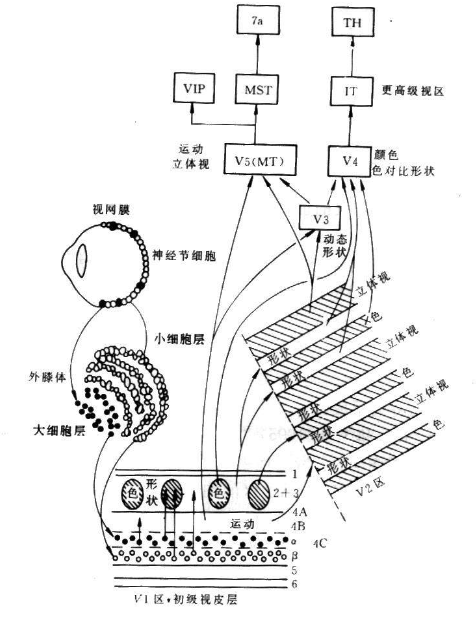 7a
TH
VIP
MST
IT
更高级视区
运动
立体视
V5(MT)
V4
颜色
色对比形状
V3
动态
形状
视网膜
神经节细胞
小细胞层
外膝体
大细胞层
立体视
色
立体视
色
立体视
色
形状
形状
形状
形状
V2区
1
色
形
状
色
2+3
4A
运动
4B
α
4C
β
5
6
V1区,初级视皮层